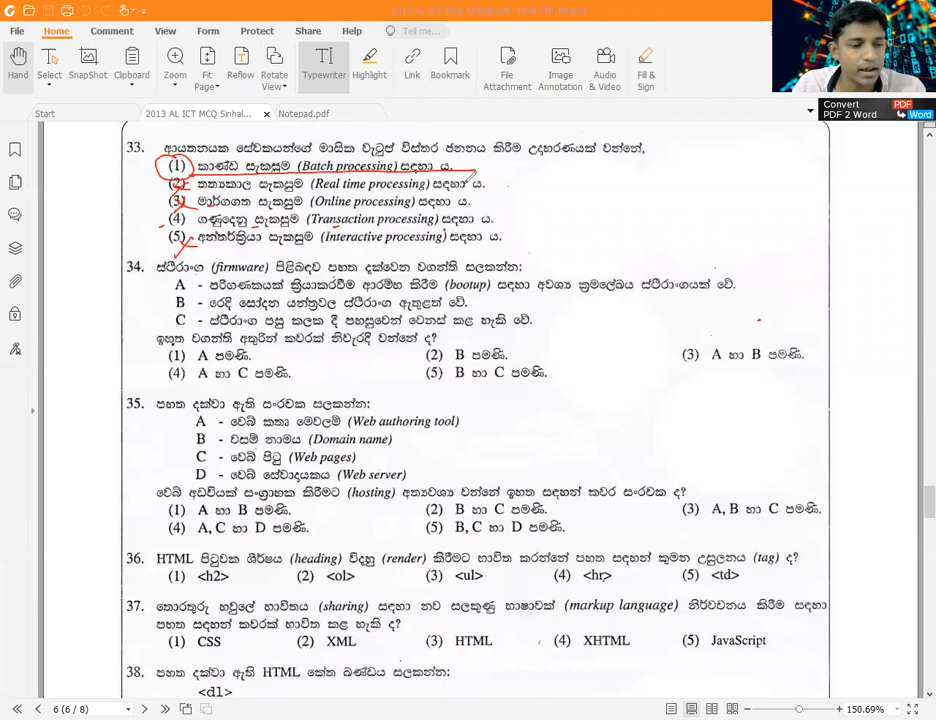 2013 AL ICT MCQ Sinhala.pdf - Foxit PDF Reader
File Home Comment View Form Protect Share Help Tell me...
Hand Select SnapShot Clipboard Zoom Fit Page Reflow Rotate View Typewriter Highlight Link Bookmark File Attachment Image Annotation Audio & Video Fill & Sign
Start 2013 AL ICT MCQ Sinhal... Notepad.pdf
Convert PDF
PDF 2 Word Word
33. ආයතනයක සේවකයන්ගේ මාසික වැටුප් විස්තර ජනනය කිරීම උදාහරණයක් වන්නේ,
(1) කාණ්ඩ සැකසුම (Batch processing) සඳහා ය.
(2) තත්‍යකාල සැකසුම (Real time processing) සඳහා ය.
(3) මාර්ගගත සැකසුම (Online processing) සඳහා ය.
(4) ගණුදෙනු සැකසුම (Transaction processing) සඳහා ය.
(5) අන්තර්ක්‍රියා සැකසුම (Interactive processing) සඳහා ය.
34. ස්ථිරාංග (firmware) පිළිබඳව පහත දැක්වෙන වගන්ති සලකන්න:
A - පරිගණකයක් ක්‍රියාකරවීම ආරම්භ කිරීම (bootup) සඳහා අවශ්‍ය ක්‍රමලේඛය ස්ථිරාංගයක් වේ.
B - රෙදි සෝදන යන්ත්‍රවල ස්ථිරාංග ඇතුළත් වේ.
C - ස්ථිරාංග පසු කලක දී පහසුවෙන් වෙනස් කළ හැකි වේ.
ඉහත වගන්ති අතුරින් කවරක් නිවැරදි වන්නේ ද?
(1) A පමණි. (2) B පමණි. (3) A හා B පමණි.
(4) A හා C පමණි. (5) B හා C පමණි.
35. පහත දක්වා ඇති සංරචක සලකන්න:
A - වෙබ් කතෘ මෙවලම් (Web authoring tool)
B - වසම් නාමය (Domain name)
C - වෙබ් පිටු (Web pages)
D - වෙබ් සේවාදයකය (Web server)
වෙබ් අඩවියක් සංග්‍රාහක කිරීමට (hosting) අත්‍යවශ්‍ය වන්නේ ඉහත සඳහන් කවර සංරචක ද?
(1) A හා B පමණි. (2) B හා C පමණි. (3) A, B හා C පමණි.
(4) A, C හා D පමණි. (5) B, C හා D පමණි.
36. HTML පිටුවක ශීර්ෂය (heading) විදහු (render) කිරීමට භාවිත කරන්නේ පහත සඳහන් කුමන උසුලනය (tag) ද?
(1) <h2> (2) <ol> (3) <ul> (4) <hr> (5) <td>
37. තොරතුරු හවුලේ භාවිතය (sharing) සඳහා නව සලකුණු භාෂාවක් (markup language) නිර්වචනය කිරීම සඳහා
පහත සඳහන් කවරක් භාවිත කළ හැකි ද?
(1) CSS (2) XML (3) HTML (4) XHTML (5) JavaScript
38. පහත දක්වා ඇති HTML කේත ඛණ්ඩය සලකන්න:
<dl>
6 (6 / 8) 150.69%